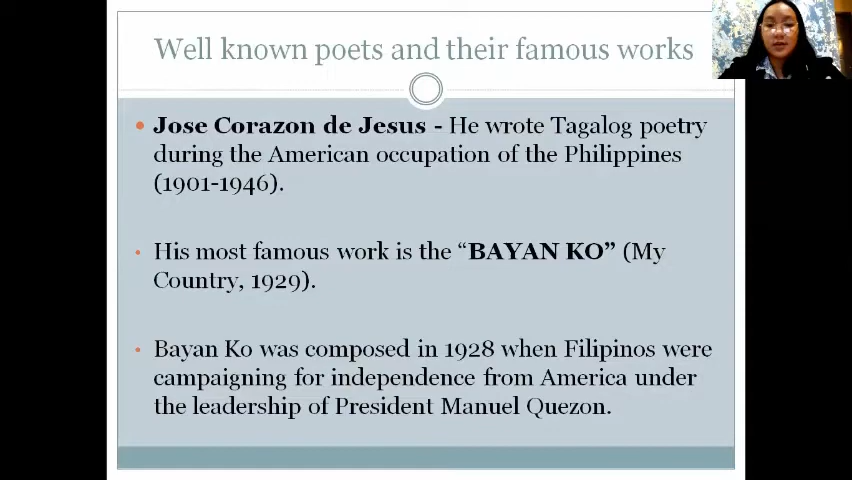 Well known poets and their famous works
Jose Corazon de Jesus - He wrote Tagalog poetry
during the American occupation of the Philippines
(1901-1946).
His most famous work is the “BAYAN KO” (My
Country, 1929).
Bayan Ko was composed in 1928 when Filipinos were
campaigning for independence from America under
the leadership of President Manuel Quezon.